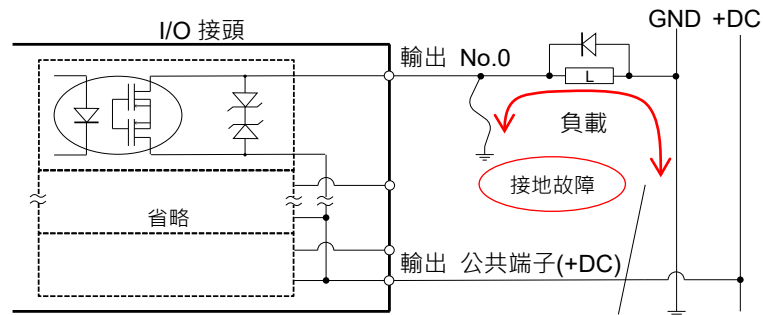 GND +DC
I/O 接頭
輸出 No.0
L
負載
接地故障
省略
輸出 公共端子(+DC)